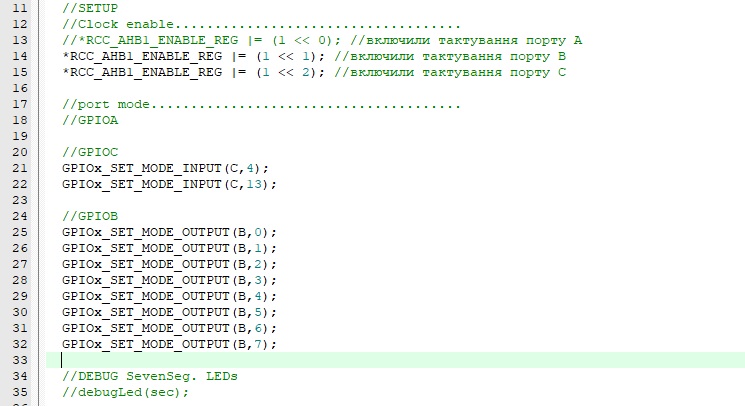 11 //SETUP
12 //Clock enable....................................
13 //*RCC_AHB1_ENABLE_REG |= (1 << 0); //включили тактування порту A
14 *RCC_AHB1_ENABLE_REG |= (1 << 1); //включили тактування порту B
15 *RCC_AHB1_ENABLE_REG |= (1 << 2); //включили тактування порту C
16
17 //port mode.......................................
18 //GPIOA
19
20 //GPIOC
21 GPIOx_SET_MODE_INPUT(C,4);
22 GPIOx_SET_MODE_INPUT(C,13);
23
24 //GPIOB
25 GPIOx_SET_MODE_OUTPUT(B,0);
26 GPIOx_SET_MODE_OUTPUT(B,1);
27 GPIOx_SET_MODE_OUTPUT(B,2);
28 GPIOx_SET_MODE_OUTPUT(B,3);
29 GPIOx_SET_MODE_OUTPUT(B,4);
30 GPIOx_SET_MODE_OUTPUT(B,5);
31 GPIOx_SET_MODE_OUTPUT(B,6);
32 GPIOx_SET_MODE_OUTPUT(B,7);
33
34 //DEBUG SevenSeg. LEDs
35 //debugLed(sec);